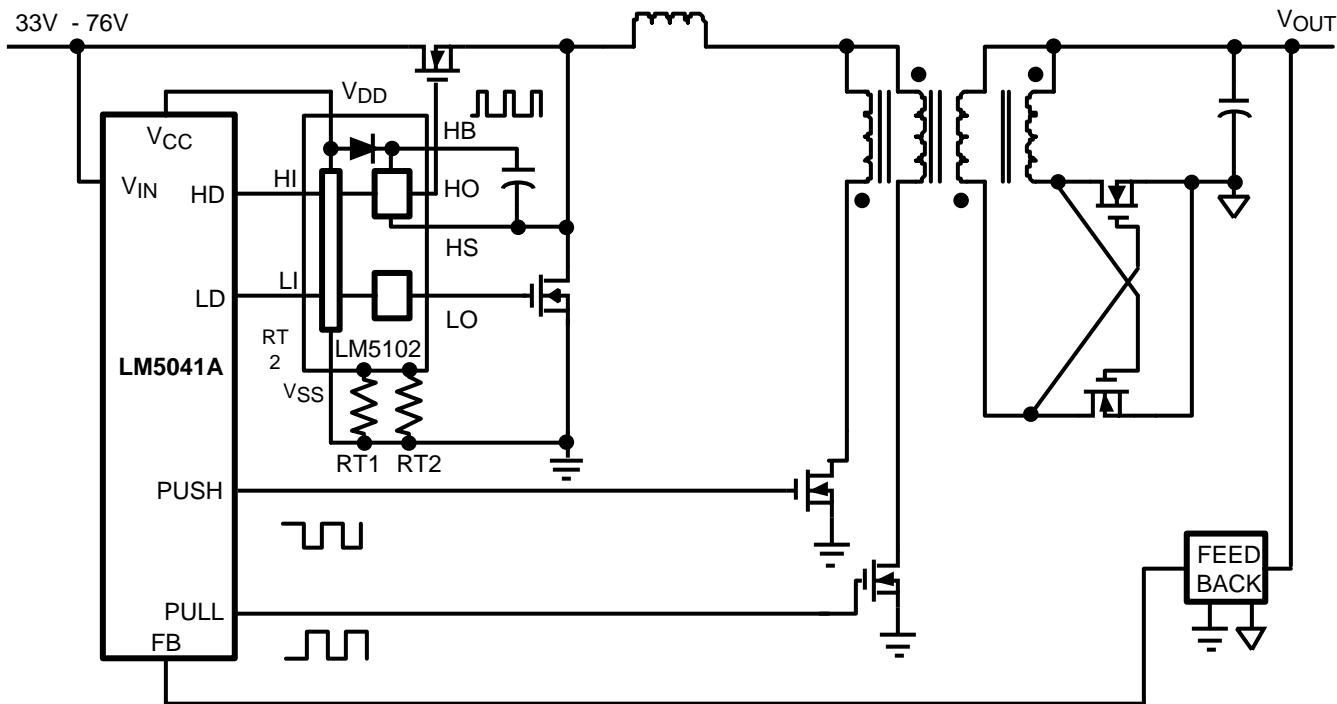 33V - 76V
VOUT
VDD
VCC
HB
VIN
HD
HI
HO
HS
LD
LI
LO
RT
2
LM5102
LM5041A
VSS
RT1
RT2
PUSH
FEED
BACK
PULL
FB